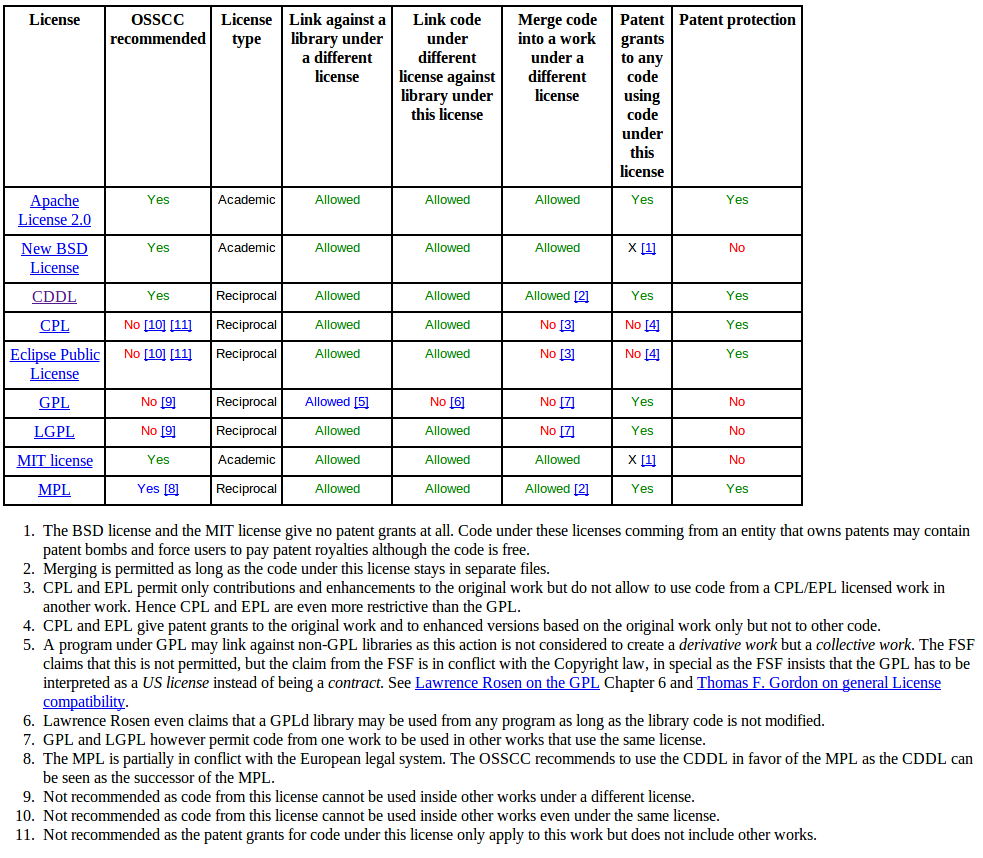 License OSSCC recommended License type Link against a library under a different license Link code under different license against library under this license Merge code into a work under a different license Patent grants to any code using code under this license Patent protection
Apache License 2.0 Yes Academic Allowed Allowed Allowed Yes Yes
New BSD License Yes Academic Allowed Allowed Allowed X [1] No
CDDL Yes Reciprocal Allowed Allowed Allowed [2] Yes Yes
CPL No [10] [11] Reciprocal Allowed Allowed No [3] No [4] Yes
Eclipse Public License No [10] [11] Reciprocal Allowed Allowed No [3] No [4] Yes
GPL No [9] Reciprocal Allowed [5] No [6] No [7] Yes No
LGPL No [9] Reciprocal Allowed Allowed No [7] Yes No
MIT license Yes Academic Allowed Allowed Allowed X [1] No
MPL Yes [8] Reciprocal Allowed Allowed Allowed [2] Yes Yes
1. The BSD license and the MIT license give no patent grants at all. Code under these licenses comming from an entity that owns patents may contain
patent bombs and force users to pay patent royalties although the code is free.
2. Merging is permitted as long as the code under this license stays in separate files.
3. CPL and EPL permit only contributions and enhancements to the original work but do not allow to use code from a CPL/EPL licensed work in
another work. Hence CPL and EPL are even more restrictive than the GPL.
4. CPL and EPL give patent grants to the original work and to enhanced versions based on the original work only but not to other code.
5. A program under GPL may link against non-GPL libraries as this action is not considered to create a derivative work but a collective work. The FSF
claims that this is not permitted, but the claim from the FSF is in conflict with the Copyright law, in special as the FSF insists that the GPL has to be
interpreted as a US license instead of being a contract. See Lawrence Rosen on the GPL Chapter 6 and Thomas F. Gordon on general License
compatibility.
6. Lawrence Rosen even claims that a GPLd library may be used from any program as long as the library code is not modified.
7. GPL and LGPL however permit code from one work to be used in other works that use the same license.
8. The MPL is partially in conflict with the European legal system. The OSSCC recommends to use the CDDL in favor of the MPL as the CDDL can
be seen as the successor of the MPL.
9. Not recommended as code from this license cannot be used inside other works under a different license.
10. Not recommended as code from this license cannot be used inside other works even under the same license.
11. Not recommended as the patent grants for code under this license only apply to this work but does not include other works.